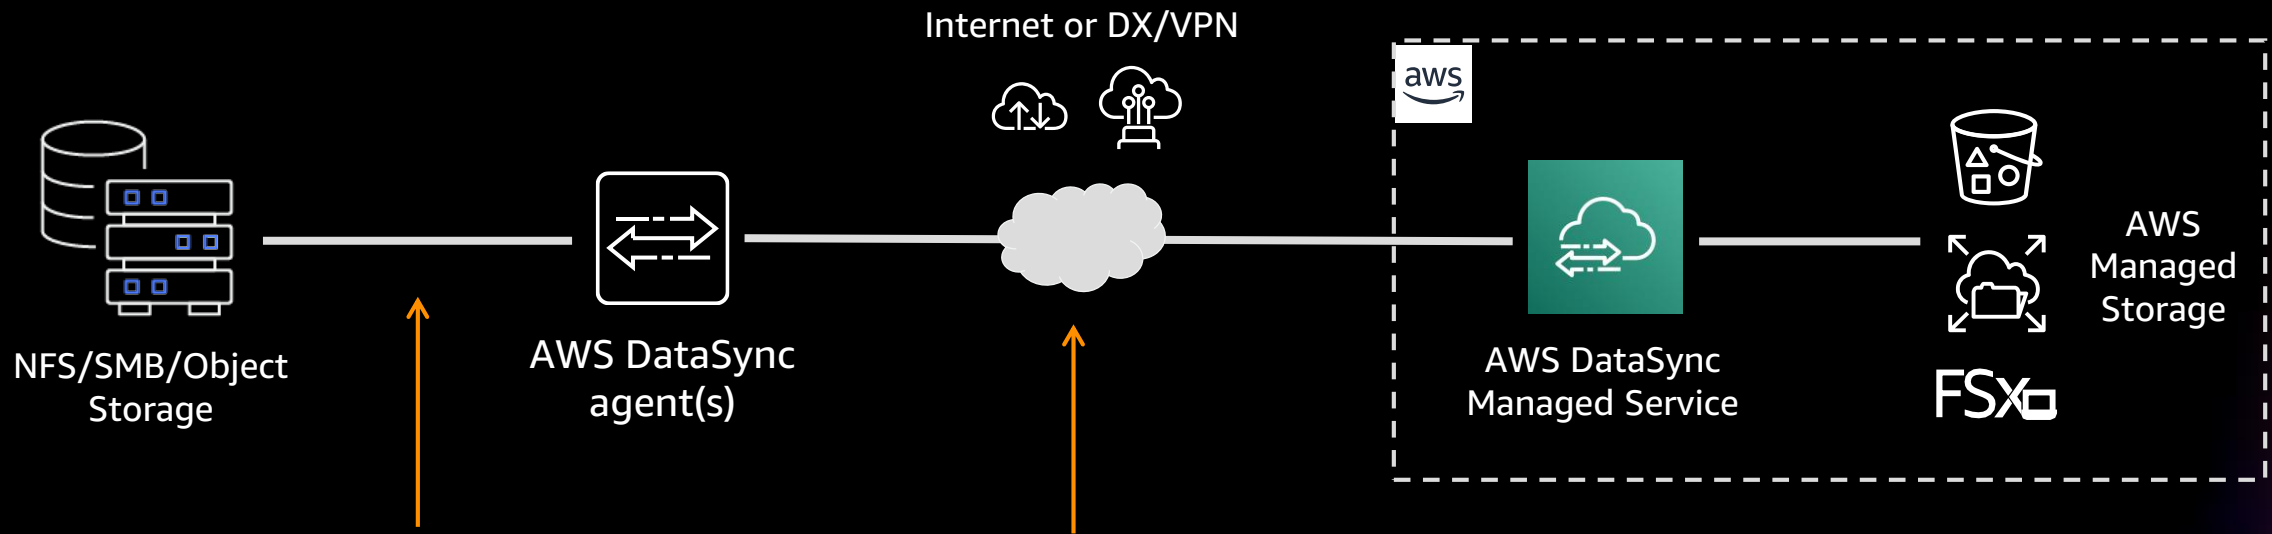 Internet or DX/VPN
aws
NFS/SMB/Object
Storage
AWS DataSync
agent(s)
AWS DataSync
Managed Service
AWS
Managed
Storage
FSx